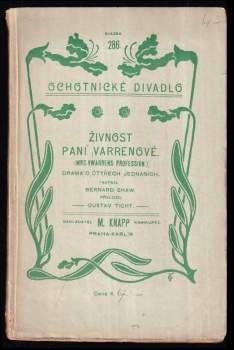 SVAZEK
286
OCHOTNICKÉ DIVADLO
ŽIVNOST
PANÍ VARRENOVÉ.
(MRS. WARRENS PROFESSION.)
DRAMA O ČTYŘECH JEDNÁNÍCH.
NAPSAL
BERNARD SHAW.
PŘELOŽIL
GUSTAV TICHÝ.
NAKLADATEL M. KNAPP KNIHKUPEC
PRAHA-KARLÍN
Cena K